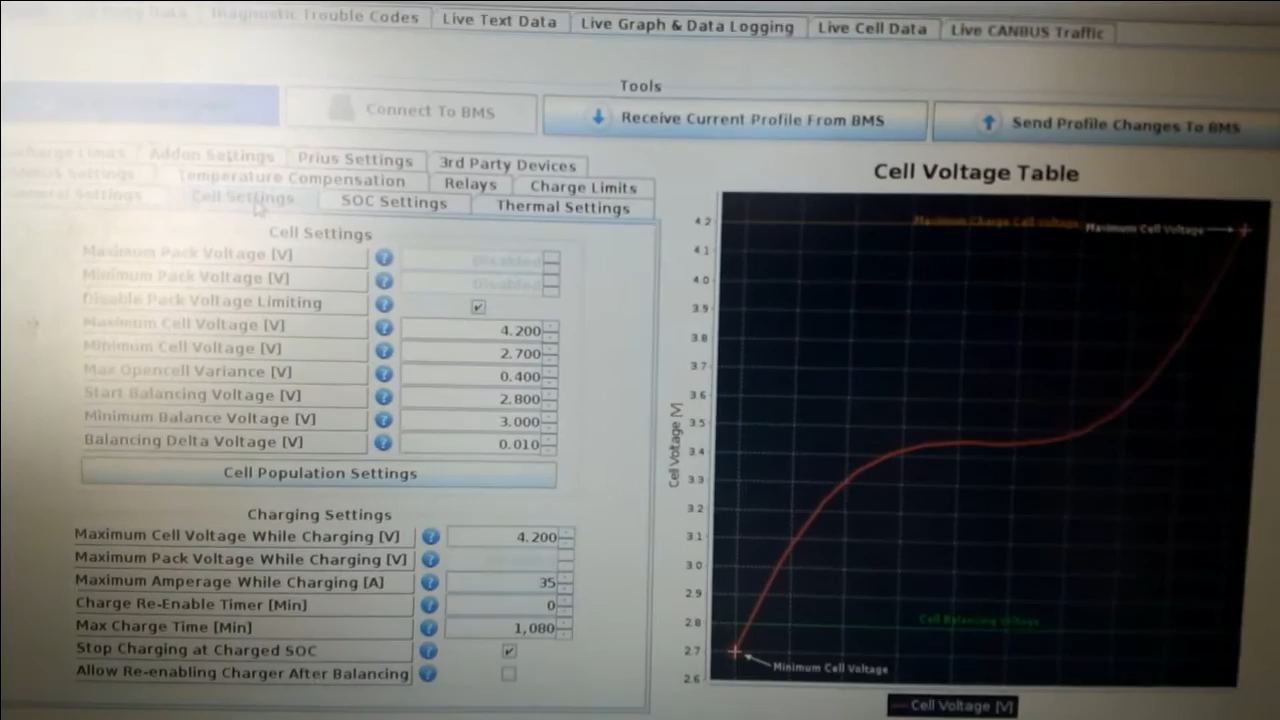 Diagnostic Trouble Codes
Live Text Data
Live Graph & Data Logging
Live Cell Data
Live CANBUS Traffic
Tools
Connect To BMS
Receive Current Profile From BMS
Send Profile Changes To BMS
Addon Settings
Prius Settings
3rd Party Devices
Settings
Temperature Compensation
Relays
Charge Limits
General Settings
Cell Settings
SOC Settings
Thermal Settings
Cell Settings
Maximum Pack Voltage [V] Disabled
Minimum Pack Voltage [V] Disabled
Disable Pack Voltage Limiting
Maximum Cell Voltage [V] 4.200
Minimum Cell Voltage [V] 2.700
Max Opencell Variance [V] 0.400
Start Balancing Voltage [V] 2.800
Minimum Balance Voltage [V] 3.000
Balancing Delta Voltage [V] 0.010
Cell Population Settings
Charging Settings
Maximum Cell Voltage While Charging [V] 4.200
Maximum Pack Voltage While Charging [V]
Maximum Amperage While Charging [A] 35
Charge Re-Enable Timer [Min] 0
Max Charge Time [Min] 1,080
Stop Charging at Charged SOC
Allow Re-enabling Charger After Balancing
Cell Voltage Table
Maximum Charge Cell Voltage
Maximum Cell Voltage
4.2
4.1
4.0
3.9
3.8
3.7
3.6
3.5
3.4
3.3
3.2
3.1
3.0
2.9
2.8
2.7
2.6
Cell Voltage [V]
Cell Balancing Voltage
Minimum Cell Voltage
Cell Voltage [V]